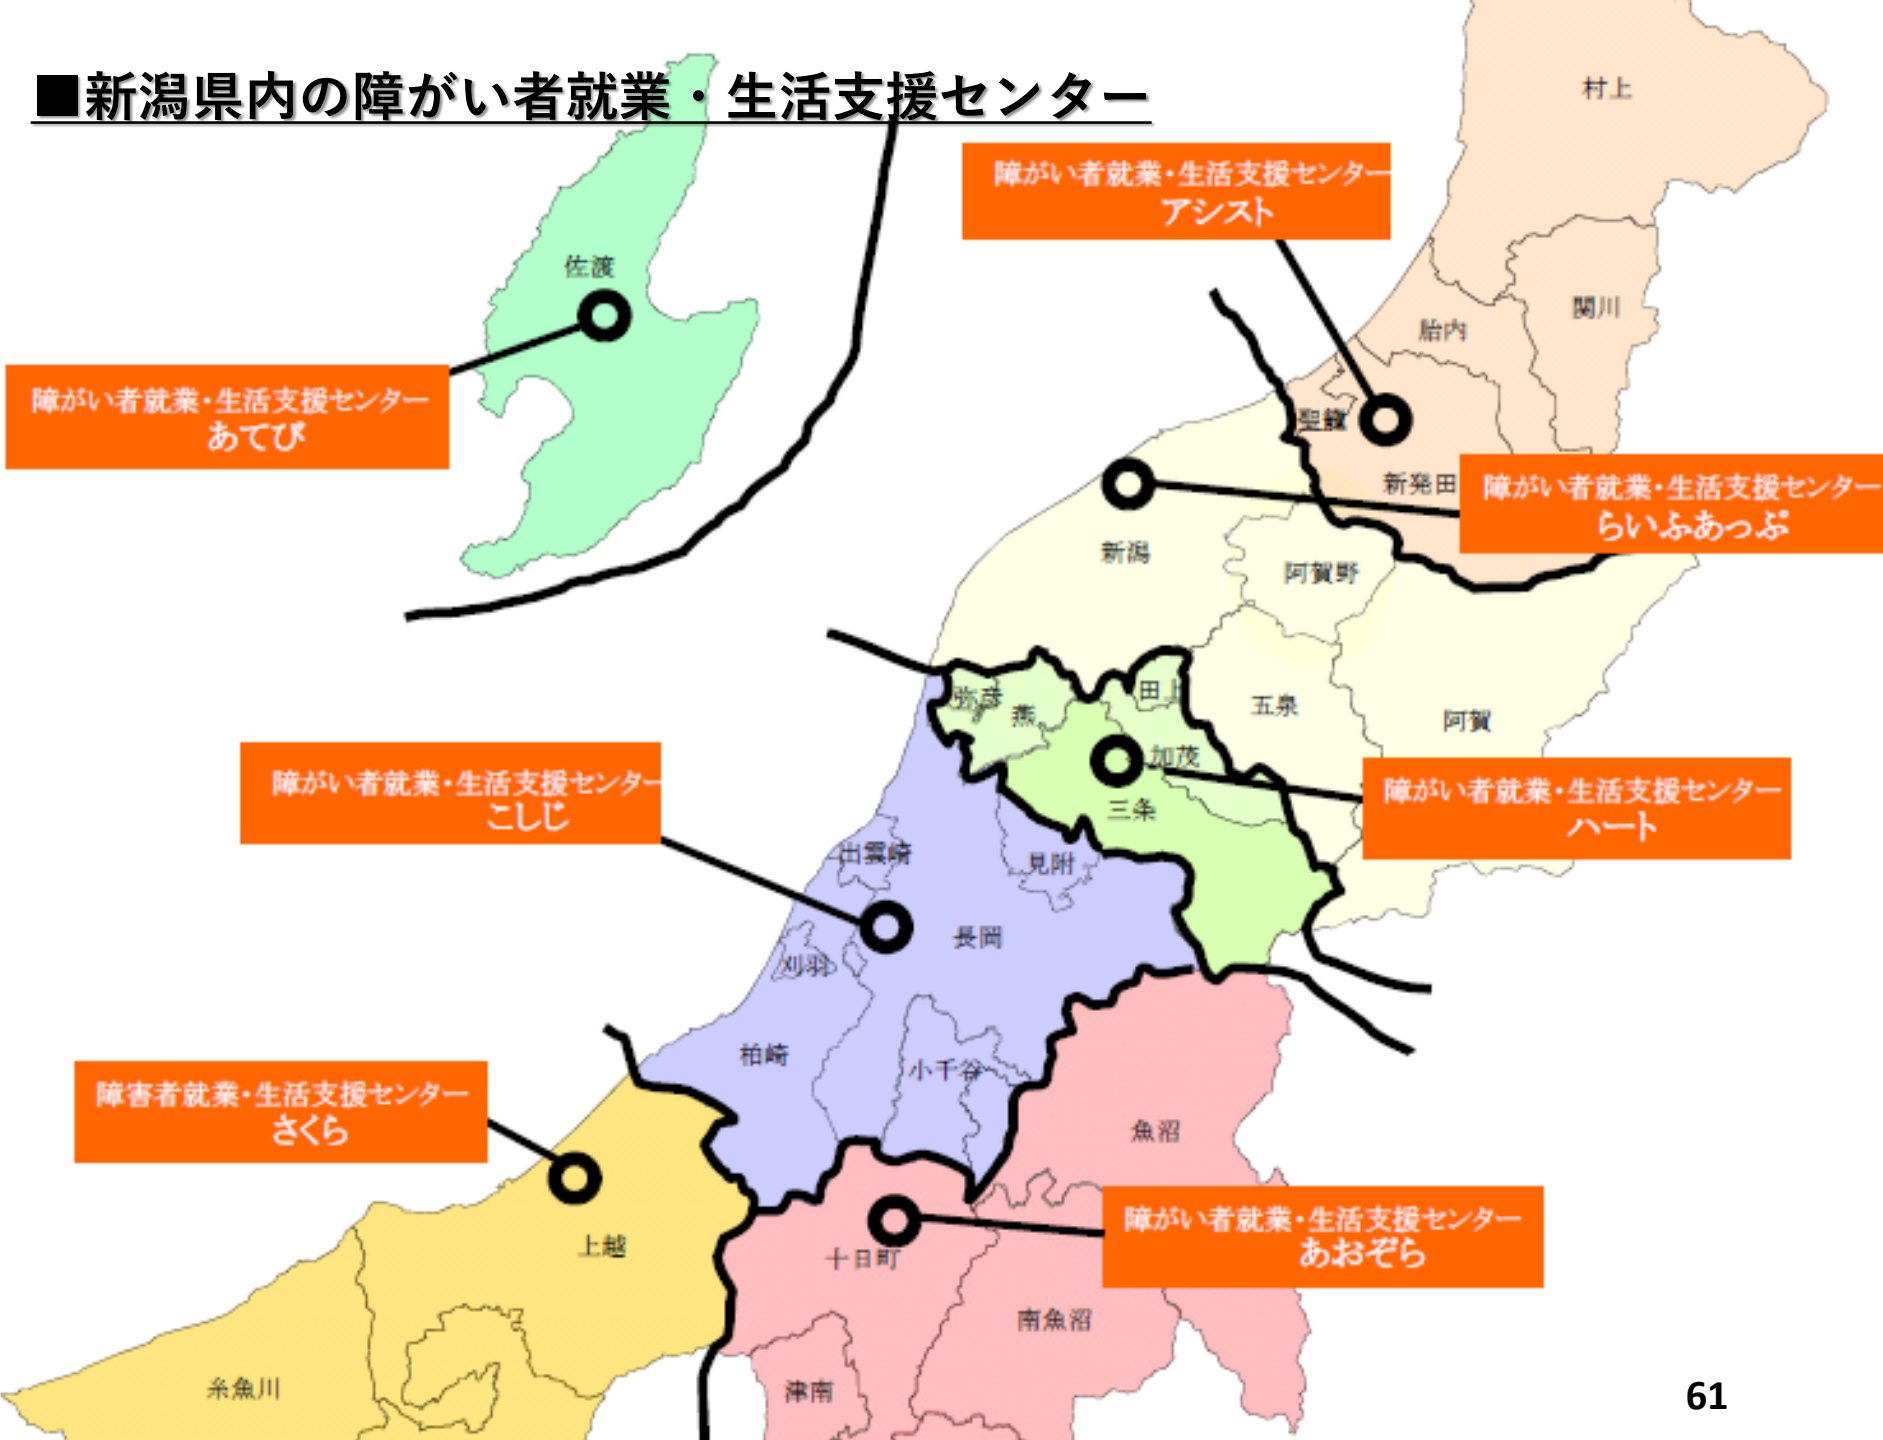 ■新潟県内の障がい者就業・生活支援センター
村上
障がい者就業・生活支援センター
アシスト
佐渡
関川
胎内
障がい者就業・生活支援センター
あてび
聖籠
新発田
障がい者就業・生活支援センター
らいふあっぷ
新潟
阿賀野
弥彦
燕
田上
五泉
阿賀
加茂
障がい者就業・生活支援センター
こしじ
障がい者就業・生活支援センター
ハート
三条
出雲崎
見附
長岡
刈羽
柏崎
小千谷
障害者就業・生活支援センター
さくら
魚沼
障がい者就業・生活支援センター
あおぞら
上越
十日町
南魚沼
糸魚川
津南
61